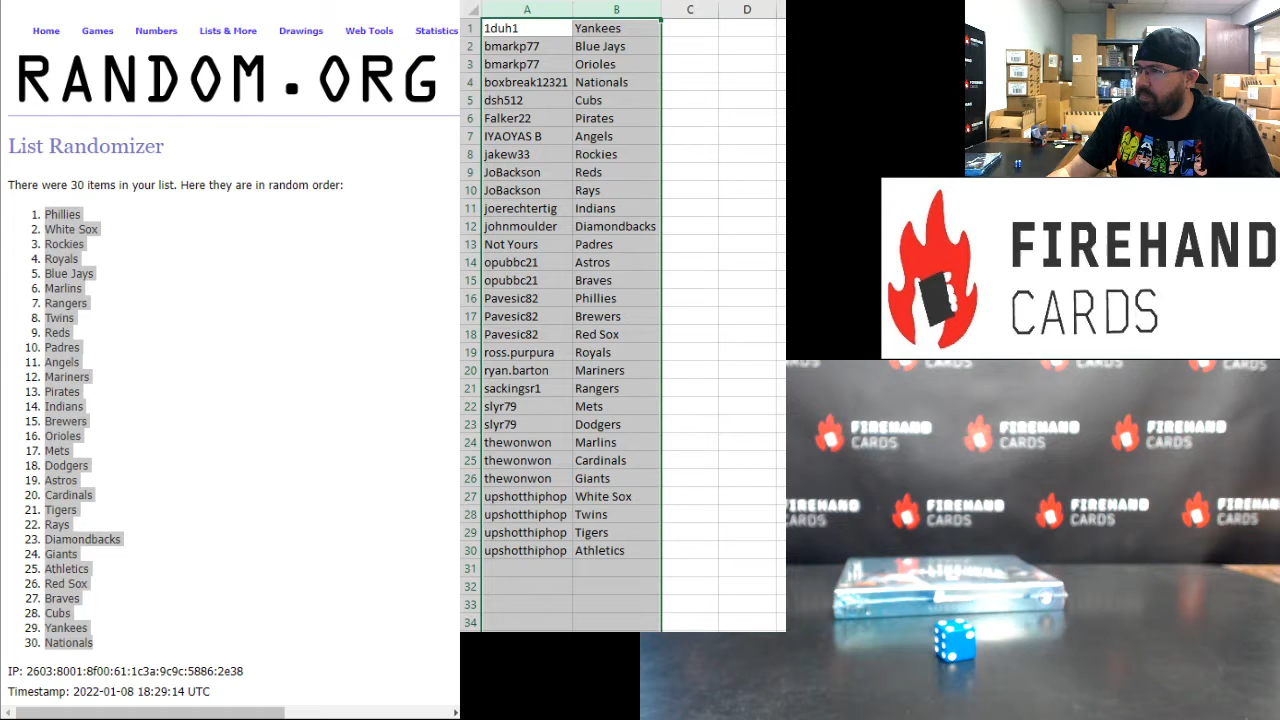 Home Games Numbers Lists & More Drawings Web Tools Statistics
RANDOM.ORG
List Randomizer
There were 30 items in your list. Here they are in random order:
1. Phillies
2. White Sox
3. Rockies
4. Royals
5. Blue Jays
6. Marlins
7. Rangers
8. Twins
9. Reds
10. Padres
11. Angels
12. Mariners
13. Pirates
14. Indians
15. Brewers
16. Orioles
17. Mets
18. Dodgers
19. Astros
20. Cardinals
21. Tigers
22. Rays
23. Diamondbacks
24. Giants
25. Athletics
26. Red Sox
27. Braves
28. Cubs
29. Yankees
30. Nationals
IP: 2603:8001:8f00:61:1c3a:9c9c:5886:2e38
Timestamp: 2022-01-08 18:29:14 UTC
A B C D
1 1duh1 Yankees
2 bmarkp77 Blue Jays
3 bmarkp77 Orioles
4 boxbreak12321 Nationals
5 dsh512 Cubs
6 Falker22 Pirates
7 IYAOYAS B Angels
8 jakew33 Rockies
9 JoBackson Reds
10 JoBackson Rays
11 joerechtertig Indians
12 johnmoulder Diamondbacks
13 Not Yours Padres
14 opubbc21 Astros
15 opubbc21 Braves
16 Pavesic82 Phillies
17 Pavesic82 Brewers
18 Pavesic82 Red Sox
19 ross.purpura Royals
20 ryan.barton Mariners
21 sackingsr1 Rangers
22 slyr79 Mets
23 slyr79 Dodgers
24 thewonwon Marlins
25 thewonwon Cardinals
26 thewonwon Giants
27 upshotthiphop White Sox
28 upshotthiphop Twins
29 upshotthiphop Tigers
30 upshotthiphop Athletics
31
32
33
34
FIREHAND
CARDS
FIREHAND
CARDS
FIREHAND
CARDS
FIREHAND
CARDS
FIREHAND
CARDS
FIREHAND
CARDS